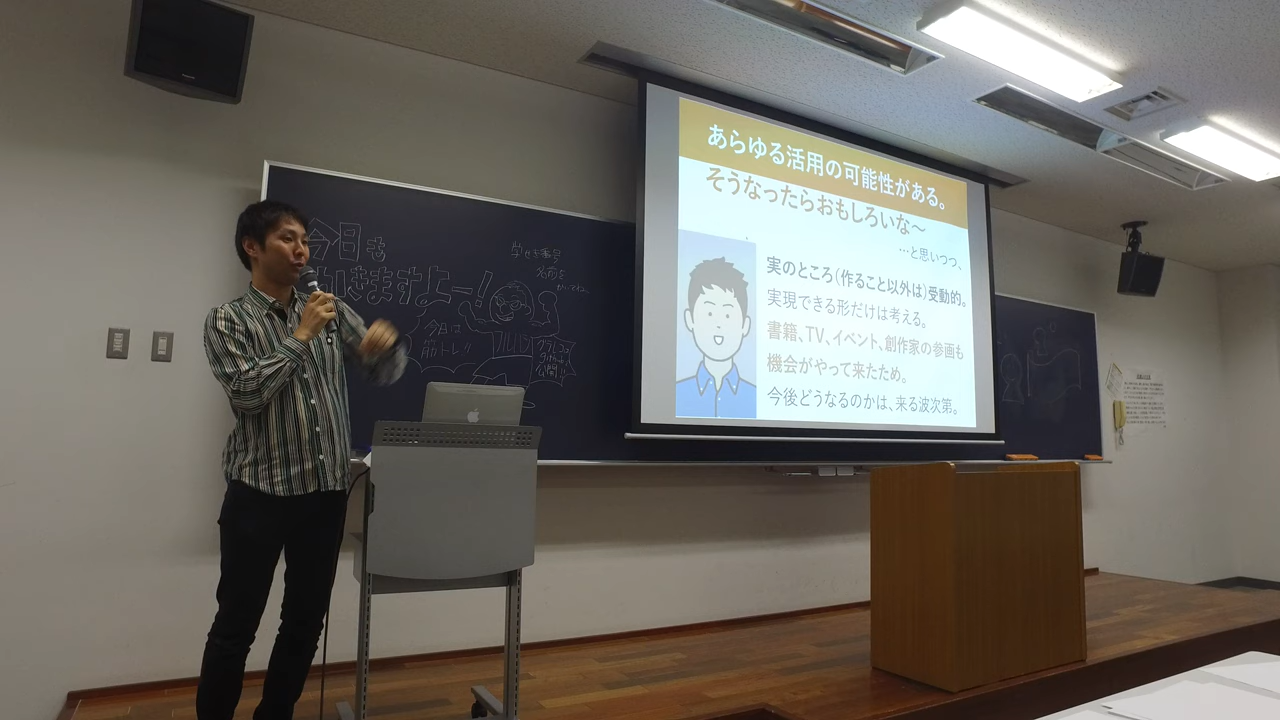 あらゆる活用の可能性がある。
そうなったらおもしろいな〜
…と思いつつ、
実のところ（作ること以外は）受動的。
実現できる形だけは考える。
書籍、TV、イベント、創作家の参画も
機会がやって来たため。
今後どうなるのかは、来る波次第。
今日も
きますよー!
学せき番号
名前を
かいてね
今日は
筋トレ